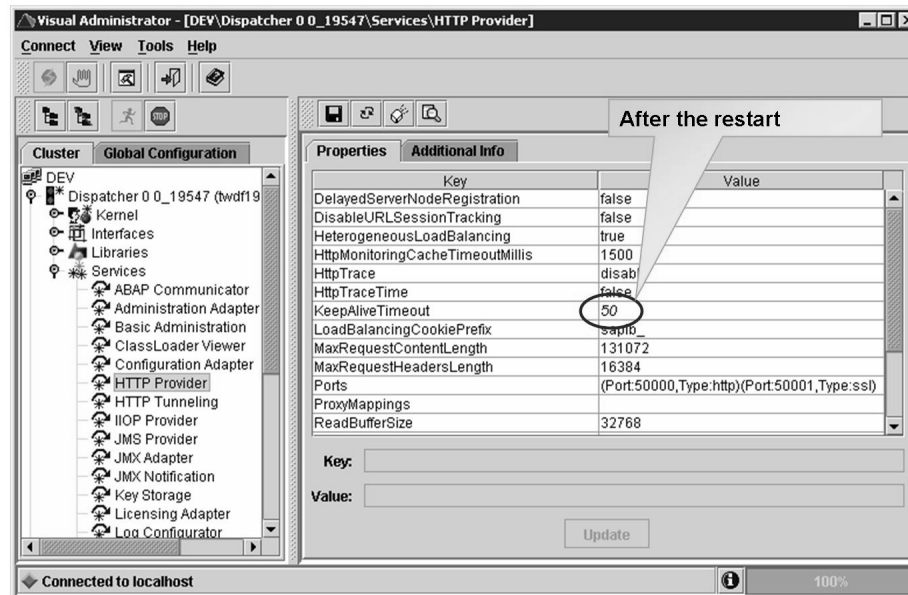 Visual Administrator - [DEV\Dispatcher 0 0_19547\Services\HTTP Provider]
Connect View Tools Help
STOP
After the restart
Cluster Global Configuration
Properties Additional Info
DEV
Dispatcher 0 0_19547 (twdf19
Kernel
Interfaces
Libraries
Services
ABAP Communicator
Administration Adapter
Basic Administration
ClassLoader Viewer
Configuration Adapter
HTTP Provider
HTTP Tunneling
IIOP Provider
JMS Provider
JMX Adapter
JMX Notification
Key Storage
Licensing Adapter
Log Configurator
Key Value
DelayedServerNodeRegistration false
DisableURLSessionTracking false
HeterogeneousLoadBalancing true
HttpMonitoringCacheTimeoutMillis 1500
HttpTrace disabl
HttpTraceTime false
KeepAliveTimeout 50
LoadBalancingCookiePrefix saplb_
MaxRequestContentLength 131072
MaxRequestHeadersLength 16384
Ports (Port:50000,Type:http)(Port:50001,Type:ssl)
ProxyMappings
ReadBufferSize 32768
Key:
Value:
Update
Connected to localhost
100%